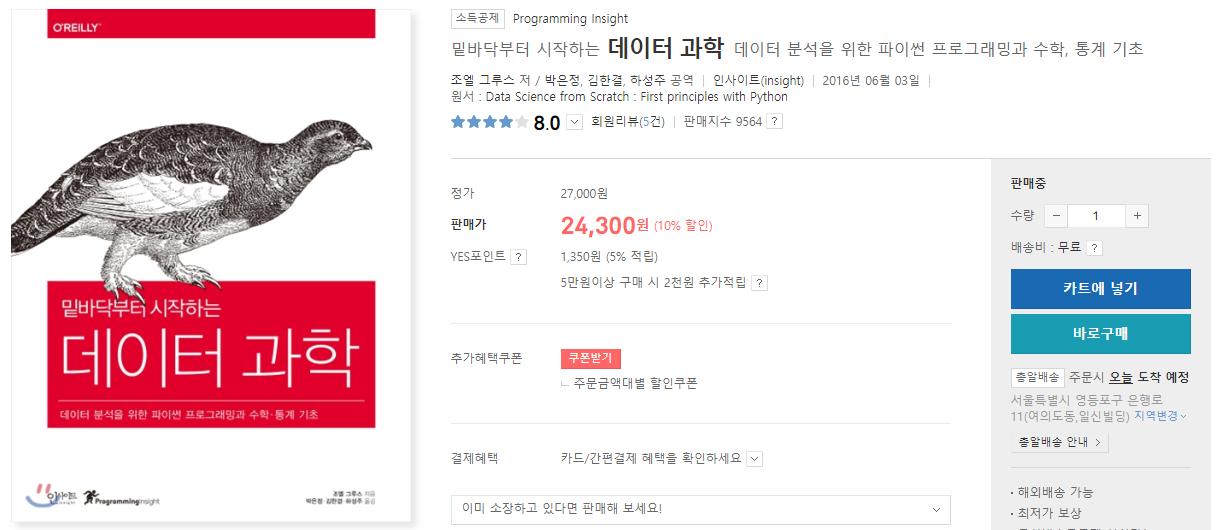 O'REILLY™
밑바닥부터 시작하는
데이터 과학
데이터 분석을 위한 파이썬 프로그래밍과 수학·통계 기초
인사이트 insight
ProgrammingInsight
조엘 그루스 지음
박은정·김한결·하성주 옮김
소득공제 Programming Insight
밑바닥부터 시작하는 데이터 과학 데이터 분석을 위한 파이썬 프로그래밍과 수학, 통계 기초
조엘 그루스 저 / 박은정, 김한결, 하성주 공역 | 인사이트(insight) | 2016년 06월 03일 |
원서 : Data Science from Scratch : First principles with Python
8.0 회원리뷰(5건) | 판매지수 9564 ?
정가 27,000원
판매가 24,300원 (10% 할인)
YES포인트 ? 1,350원 (5% 적립)
5만원이상 구매 시 2천원 추가적립 ?
추가혜택쿠폰 쿠폰받기
주문금액대별 할인쿠폰
결제혜택 카드/간편결제 혜택을 확인하세요
이미 소장하고 있다면 판매해 보세요!
판매중
수량 − 1 +
배송비 : 무료 ?
카트에 넣기
바로구매
총알배송 주문시 오늘 도착 예정
서울특별시 영등포구 은행로
11(여의도동,일신빌딩) 지역변경
총알배송 안내 >
· 해외배송 가능
· 최저가 보상